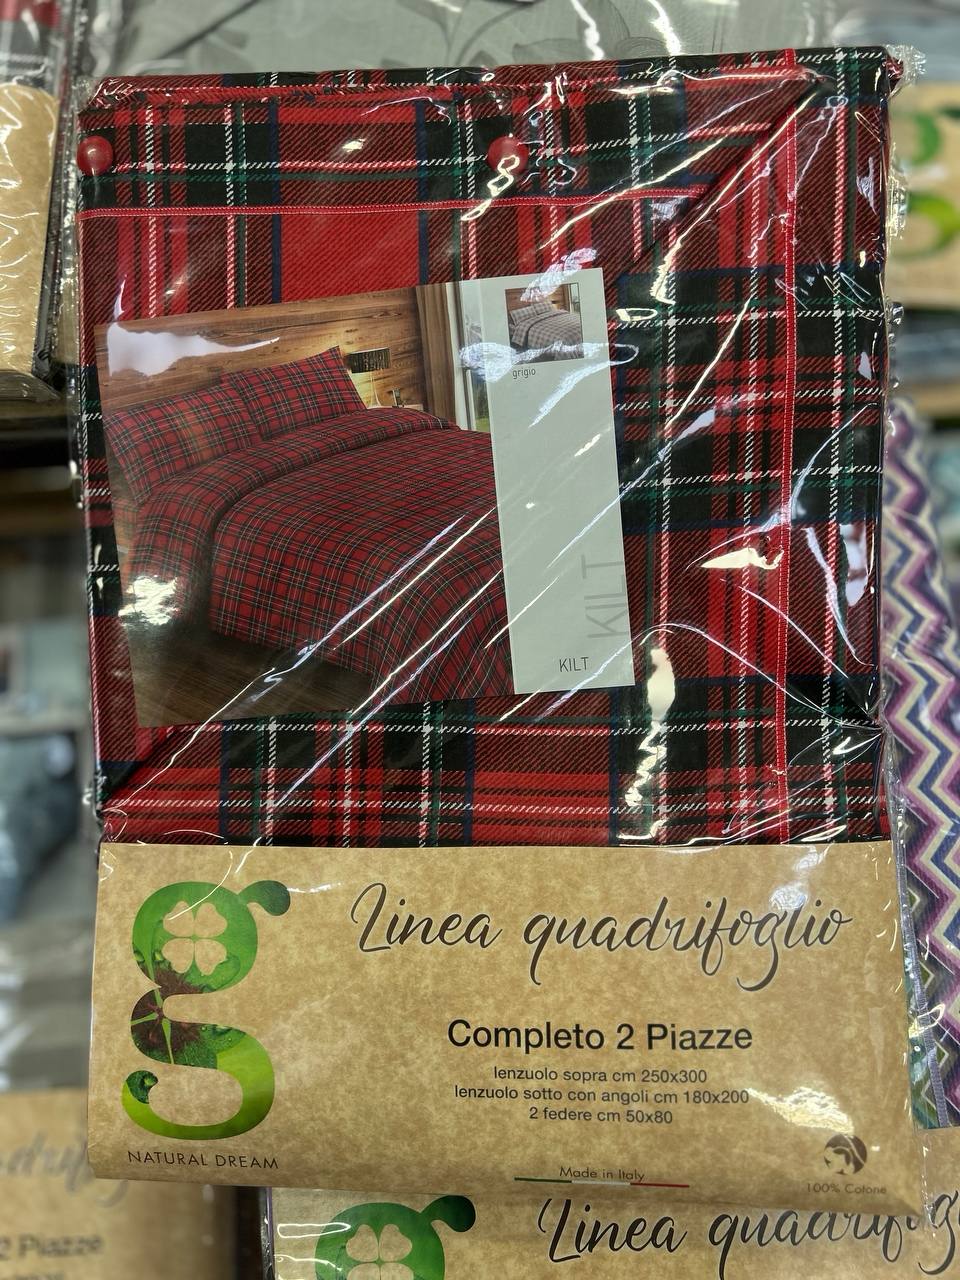 grigio
KILT
KILT
Linea quadrifoglio
Completo 2 Piazze
lenzuolo sopra cm 250x300
lenzuolo sotto con angoli cm 180x200
2 federe cm 50x80
NATURAL DREAM
Made in Italy
100% Cotone
2 Piazze
Linea quadrifog